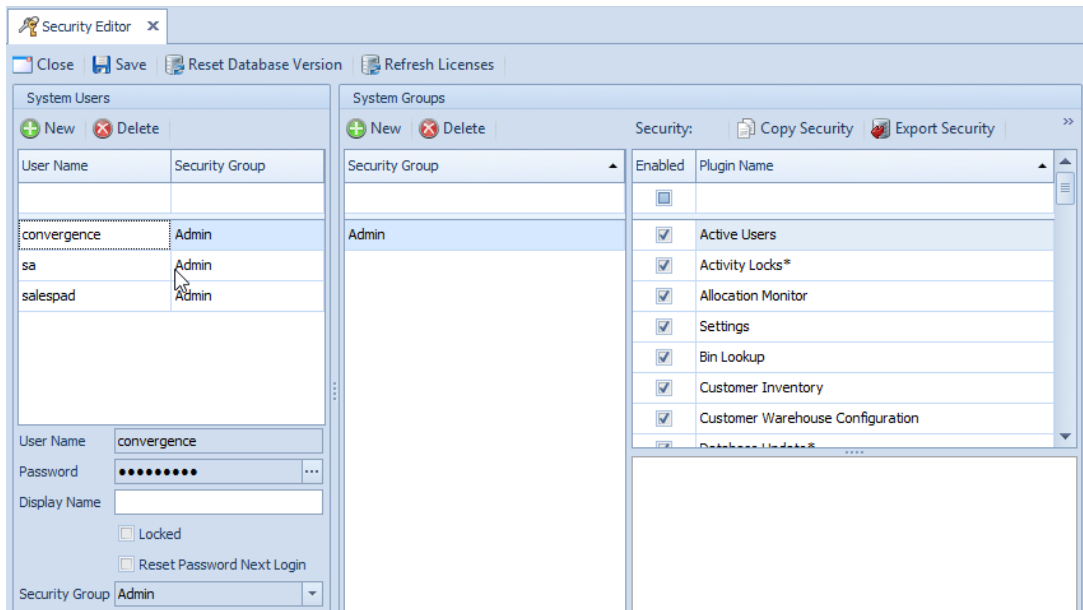 Security Editor
Close Save Reset Database Version Refresh Licenses
System Users
New Delete
User Name Security Group
convergence Admin
sa Admin
salespad Admin
User Name convergence
Password
Display Name
Locked
Reset Password Next Login
Security Group Admin
System Groups
New Delete
Security: Copy Security Export Security »
Security Group
Admin
Enabled Plugin Name
Active Users
Activity Locks*
Allocation Monitor
Settings
Bin Lookup
Customer Inventory
Customer Warehouse Configuration
Database Update*